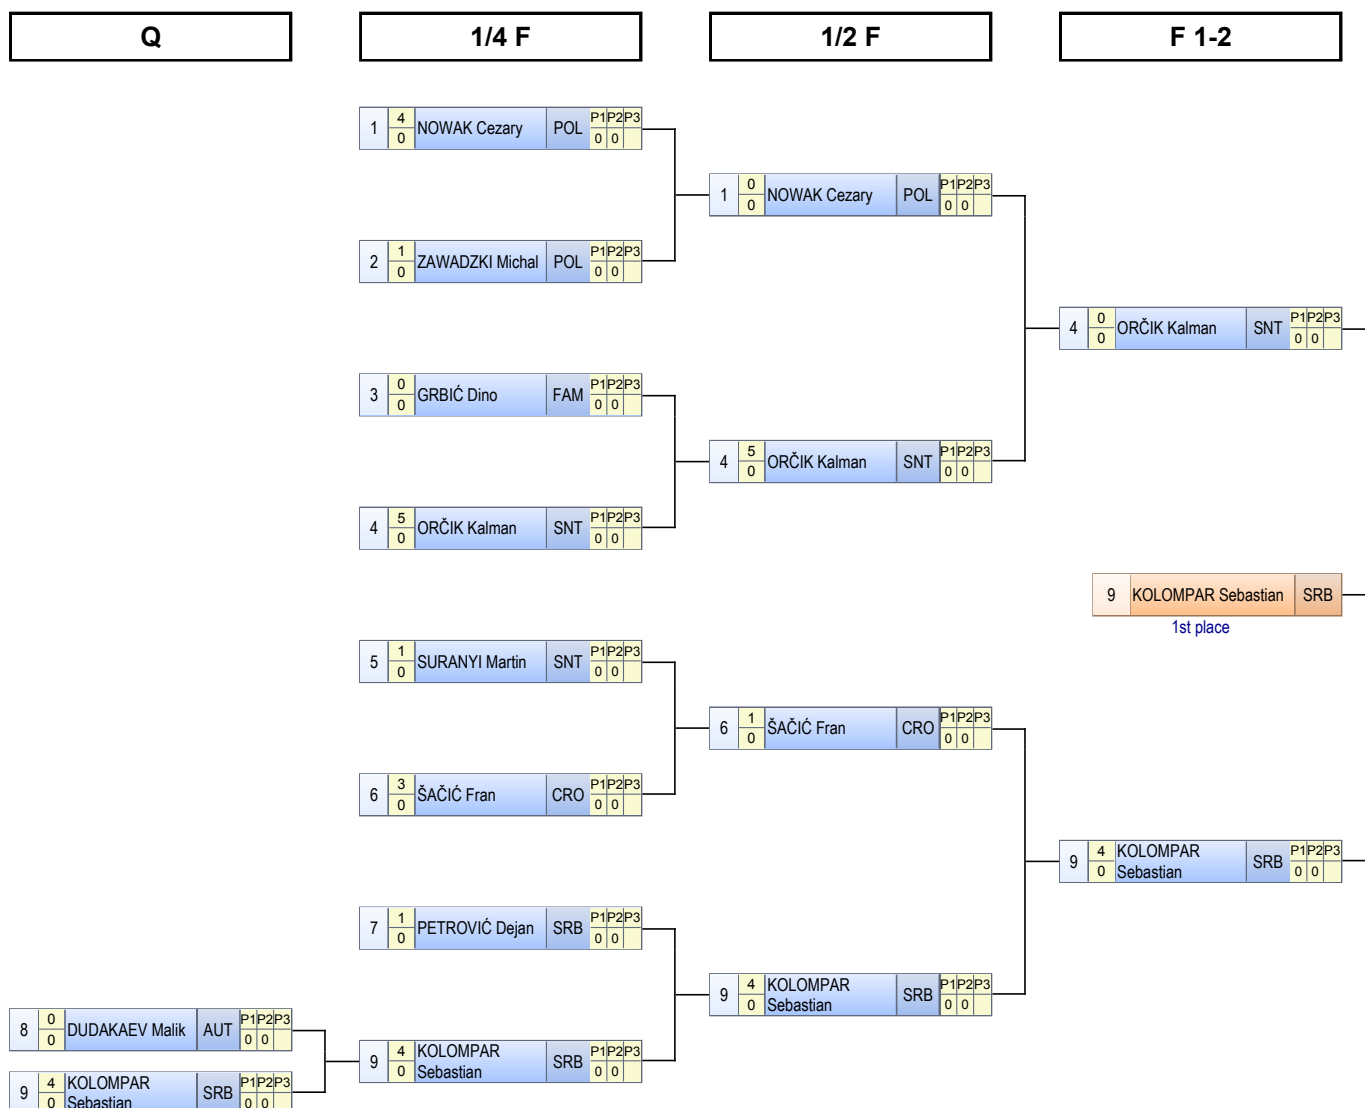 Q
1/4 F
1/2 F
F 1-2
1 4 0 NOWAK Cezary POL P1 P2 P3 0 0
2 1 0 ZAWADZKI Michal POL P1 P2 P3 0 0
3 0 0 GRBIĆ Dino FAM P1 P2 P3 0 0
4 5 0 ORČIK Kalman SNT P1 P2 P3 0 0
5 1 0 SURANYI Martin SNT P1 P2 P3 0 0
6 3 0 ŠAČIĆ Fran CRO P1 P2 P3 0 0
7 1 0 PETROVIĆ Dejan SRB P1 P2 P3 0 0
8 0 0 DUDAKAEV Malik AUT P1 P2 P3 0 0
9 4 0 KOLOMPAR
Sebastian SRB P1 P2 P3 0 0
9 4 0 KOLOMPAR
Sebastian SRB P1 P2 P3 0 0
1 0 0 NOWAK Cezary POL P1 P2 P3 0 0
4 5 0 ORČIK Kalman SNT P1 P2 P3 0 0
6 1 0 ŠAČIĆ Fran CRO P1 P2 P3 0 0
9 4 0 KOLOMPAR
Sebastian SRB P1 P2 P3 0 0
4 0 0 ORČIK Kalman SNT P1 P2 P3 0 0
9 KOLOMPAR Sebastian SRB
1st place
9 4 0 KOLOMPAR
Sebastian SRB P1 P2 P3 0 0